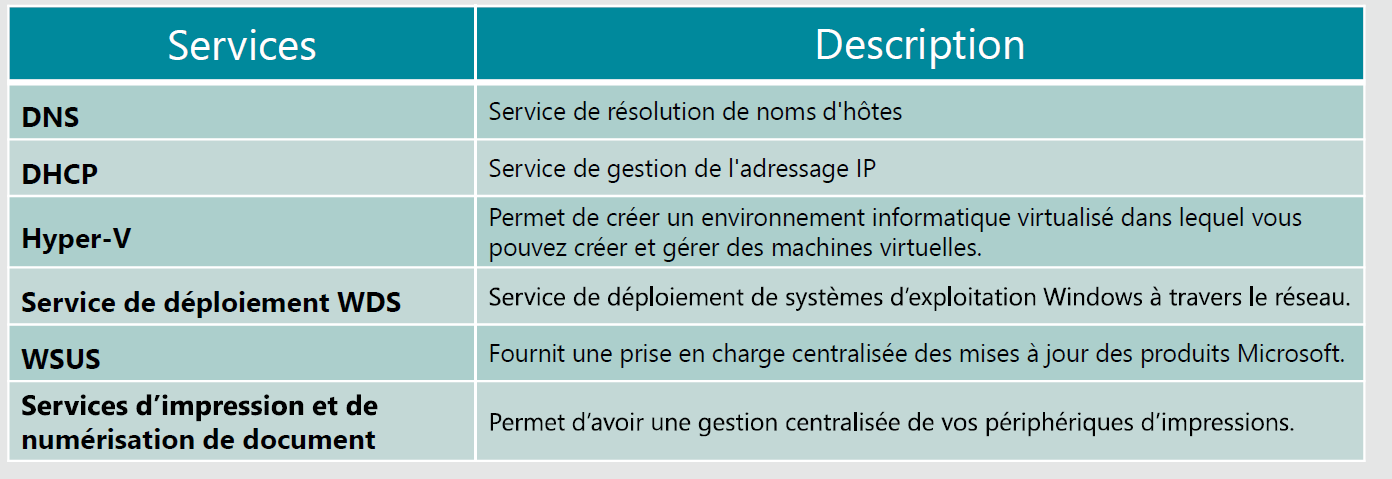 Services
Description
DNS
Service de résolution de noms d'hôtes
DHCP
Service de gestion de l'adressage IP
Hyper-V
Permet de créer un environnement informatique virtualisé dans lequel vous
pouvez créer et gérer des machines virtuelles.
Service de déploiement WDS
Service de déploiement de systèmes d’exploitation Windows à travers le réseau.
WSUS
Fournit une prise en charge centralisée des mises à jour des produits Microsoft.
Services d’impression et de
numérisation de document
Permet d’avoir une gestion centralisée de vos périphériques d’impressions.